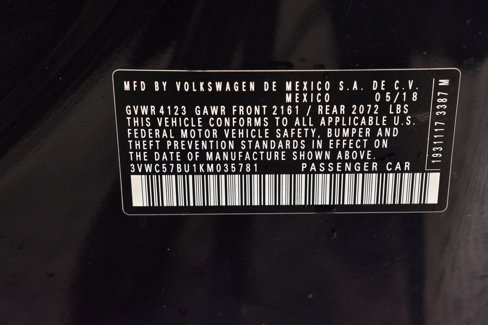 MFD BY VOLKSWAGEN DE MEXICO S.A. DE C.V.
MEXICO 05/18
GVWR 4123 GAWR FRONT 2161 / REAR 2072 LBS
THIS VEHICLE CONFORMS TO ALL APPLICABLE U.S.
FEDERAL MOTOR VEHICLE SAFETY, BUMPER AND
THEFT PREVENTION STANDARDS IN EFFECT ON
THE DATE OF MANUFACTURE SHOWN ABOVE.
3VWC57BU1KM035781 PASSENGER CAR
1931117 3387 M